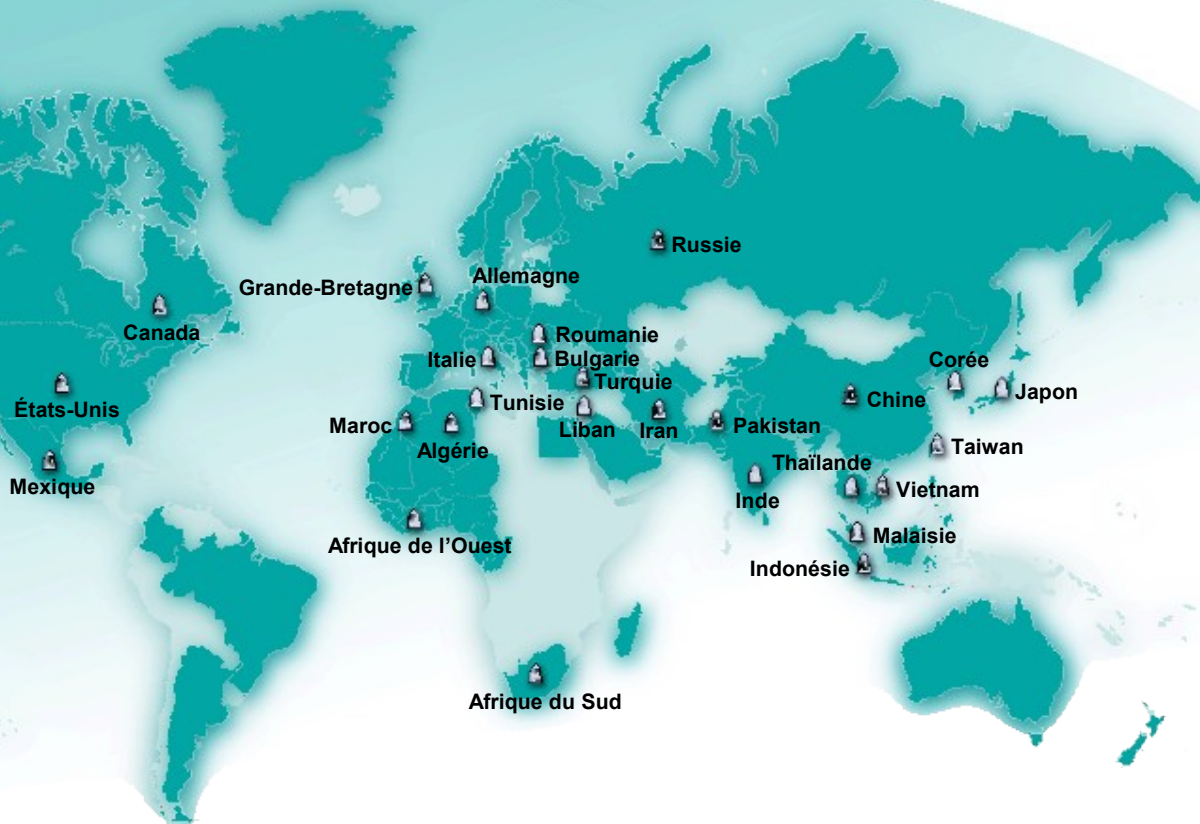 Russie
Allemagne
Grande-Bretagne
Canada
Roumanie
Italie
Bulgarie
Corée
Turquie
États-Unis
Tunisie
Chine
Japon
Maroc
Liban
Iran
Pakistan
Algérie
Taiwan
Thaïlande
Mexique
Inde
Vietnam
Afrique de l’Ouest
Malaisie
Indonésie
Afrique du Sud